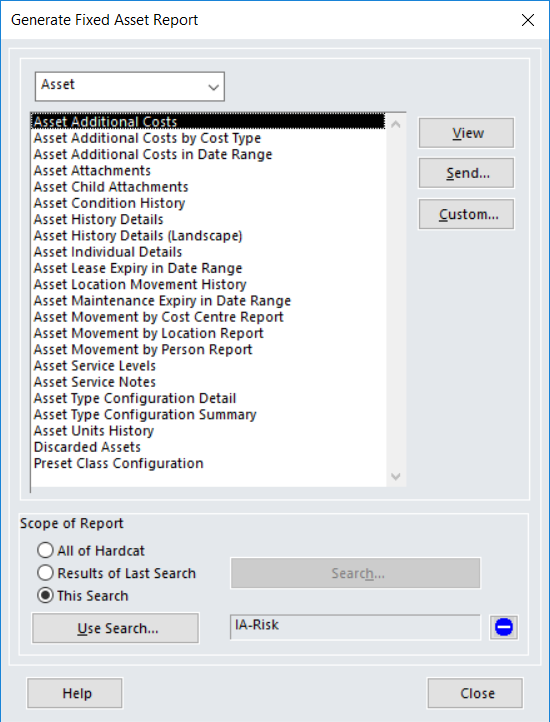 Generate Fixed Asset Report
Asset
Asset Additional Costs
Asset Additional Costs by Cost Type
Asset Additional Costs in Date Range
Asset Attachments
Asset Child Attachments
Asset Condition History
Asset History Details
Asset History Details (Landscape)
Asset Individual Details
Asset Lease Expiry in Date Range
Asset Location Movement History
Asset Maintenance Expiry in Date Range
Asset Movement by Cost Centre Report
Asset Movement by Location Report
Asset Movement by Person Report
Asset Service Levels
Asset Service Notes
Asset Type Configuration Detail
Asset Type Configuration Summary
Asset Units History
Discarded Assets
Preset Class Configuration
View
Send...
Custom...
Scope of Report
All of Hardcat
Results of Last Search
Search...
This Search
Use Search...
IA-Risk
Help
Close